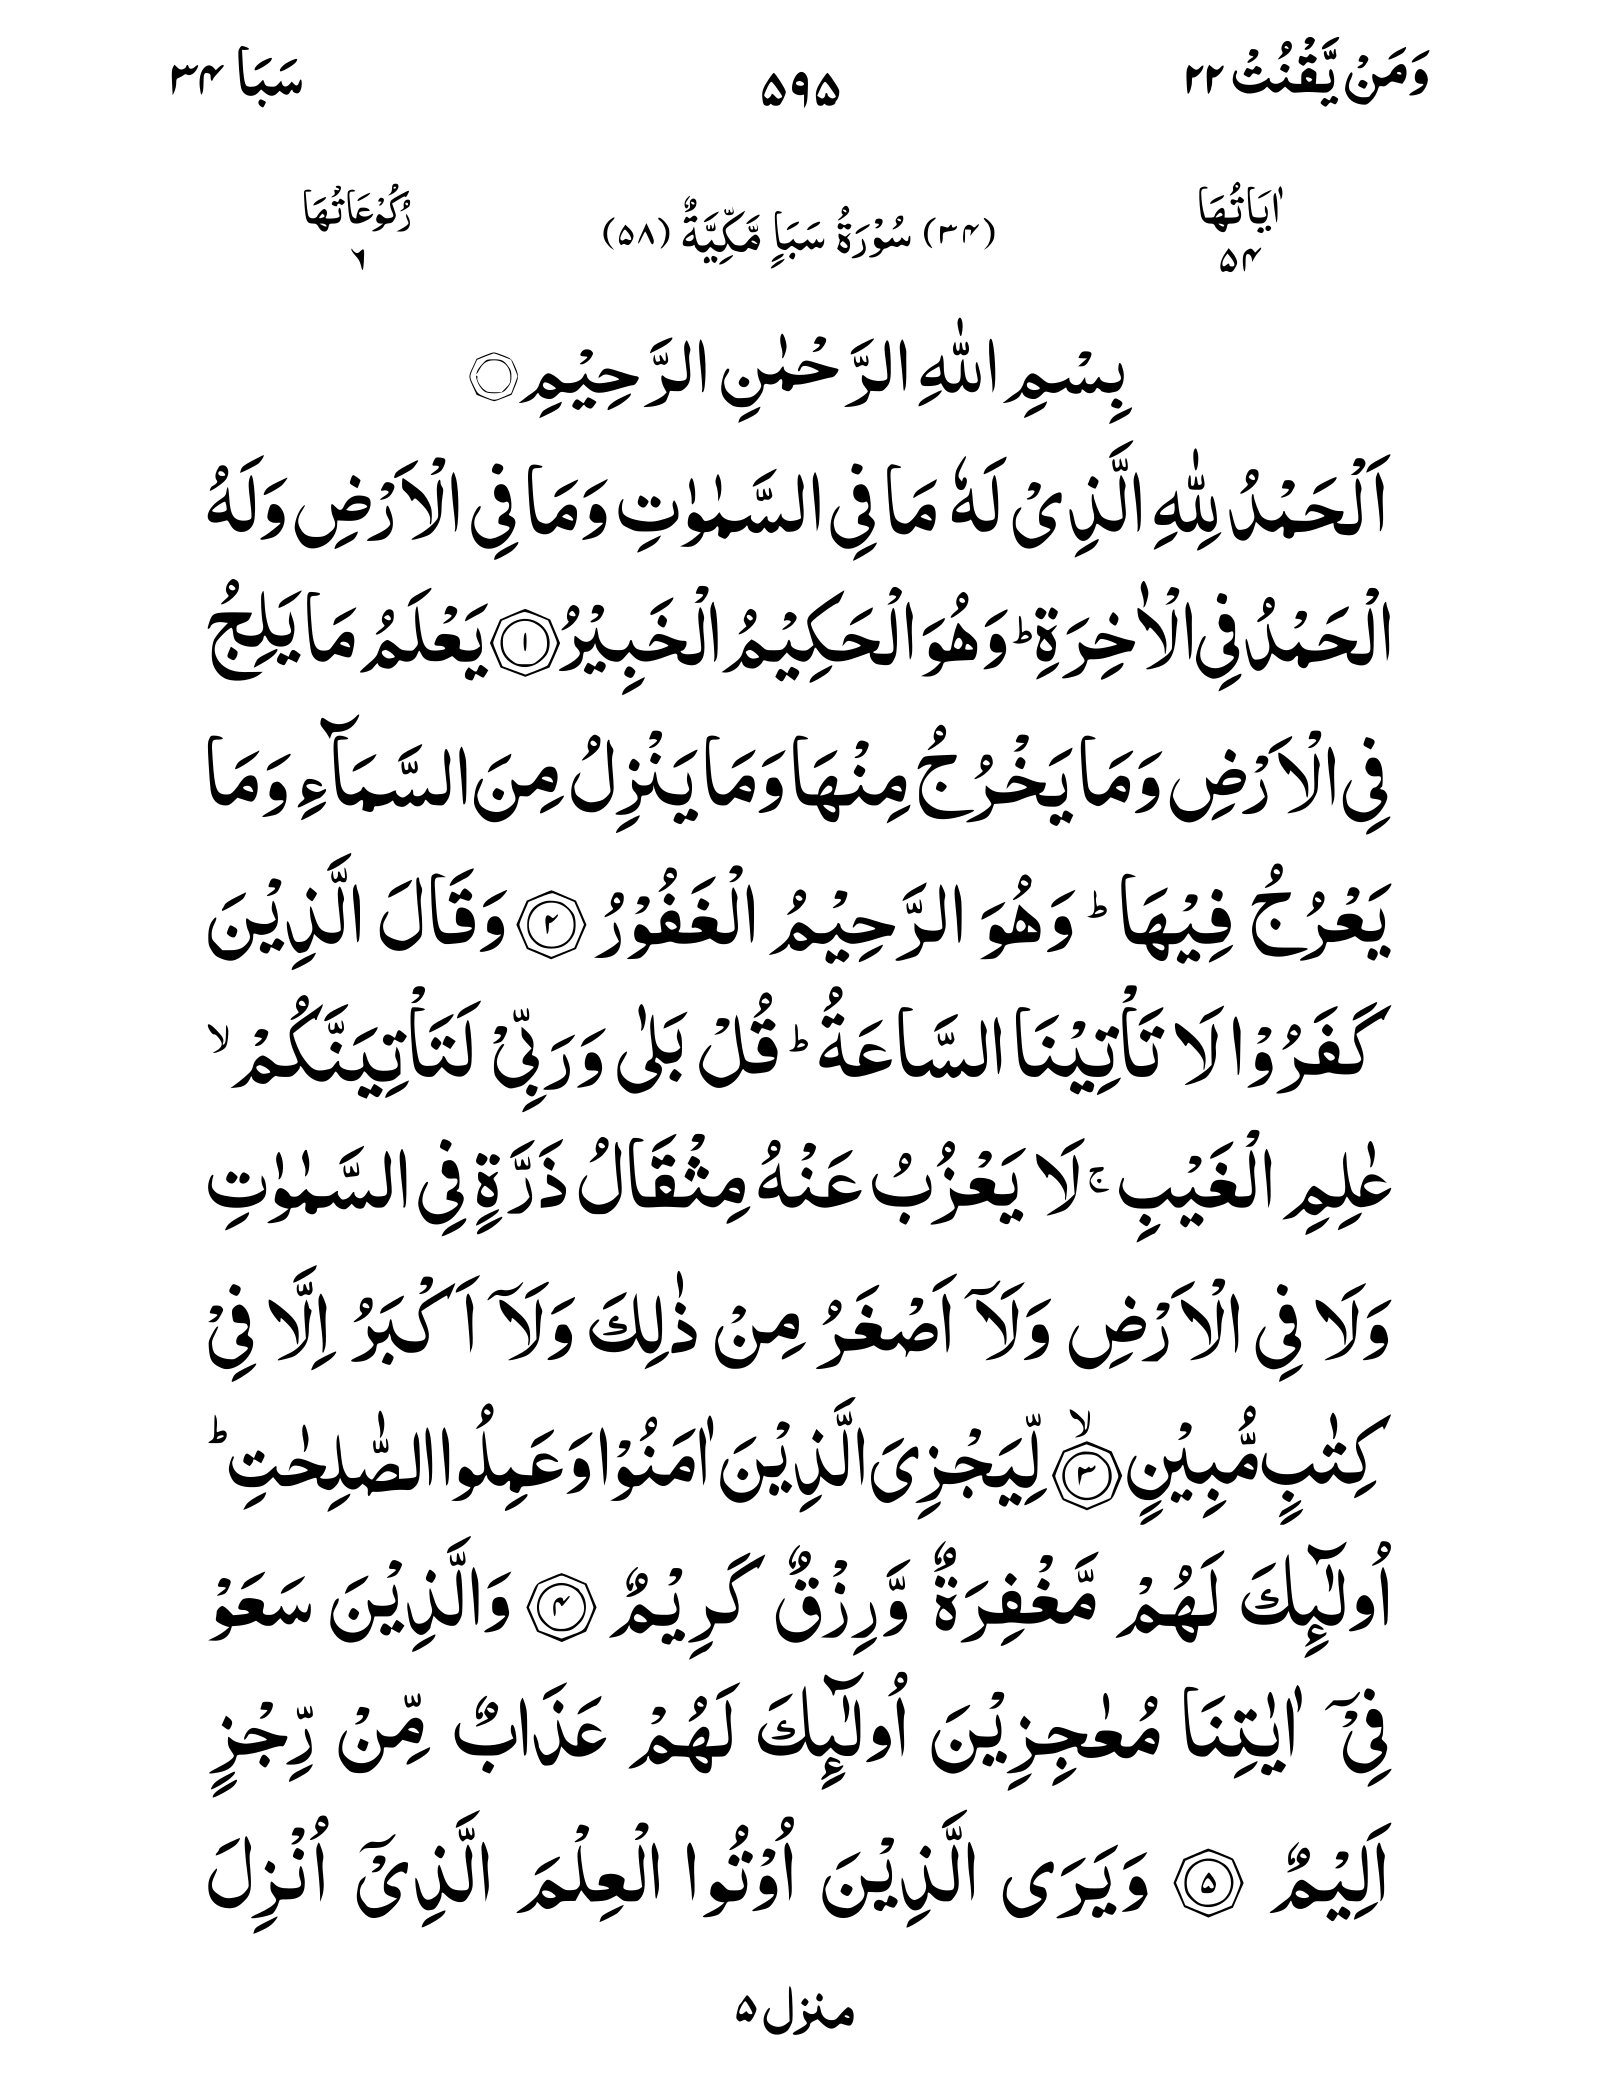 وَمَنْ يَّقْنُتْ ۲۲
۵۹۵
سَبَا ۳۴
اٰيَاتُهَا
۵۴
(۳۴) سُوْرَةُ سَبَاٍ مَّكِّيَّةٌ (۵۸)
رُكُوْعَاتُهَا
۶
بِسْمِ اللّٰهِ الرَّحْمٰنِ الرَّحِيْمِ ۝
اَلْحَمْدُ لِلّٰهِ الَّذِىْ لَهٗ مَا فِى السَّمٰوٰتِ وَمَا فِى الْاَرْضِ وَلَهُ
الْحَمْدُ فِى الْاٰخِرَةِ ؕ وَهُوَ الْحَكِيْمُ الْخَبِيْرُ ۝۱ يَعْلَمُ مَا يَلِجُ
فِى الْاَرْضِ وَمَا يَخْرُجُ مِنْهَا وَمَا يَنْزِلُ مِنَ السَّمَآءِ وَمَا
يَعْرُجُ فِيْهَا ؕ وَهُوَ الرَّحِيْمُ الْغَفُوْرُ ۝۲ وَقَالَ الَّذِيْنَ
كَفَرُوْا لَا تَاْتِيْنَا السَّاعَةُ ؕ قُلْ بَلٰى وَرَبِّىْ لَتَاْتِيَنَّكُمْ ۙ
عٰلِمِ الْغَيْبِ ۚ لَا يَعْزُبُ عَنْهُ مِثْقَالُ ذَرَّةٍ فِى السَّمٰوٰتِ
وَلَا فِى الْاَرْضِ وَلَآ اَصْغَرُ مِنْ ذٰلِكَ وَلَآ اَكْبَرُ اِلَّا فِىْ
كِتٰبٍ مُّبِيْنٍ ۙ۝۳ لِّيَجْزِىَ الَّذِيْنَ اٰمَنُوْا وَعَمِلُوا الصّٰلِحٰتِ ؕ
اُولٰٓئِكَ لَهُمْ مَّغْفِرَةٌ وَّرِزْقٌ كَرِيْمٌ ۝۴ وَالَّذِيْنَ سَعَوْ
فِىْۤ اٰيٰتِنَا مُعٰجِزِيْنَ اُولٰٓئِكَ لَهُمْ عَذَابٌ مِّنْ رِّجْزٍ
اَلِيْمٌ ۝۵ وَيَرَى الَّذِيْنَ اُوْتُوا الْعِلْمَ الَّذِىْۤ اُنْزِلَ
منزل ۵